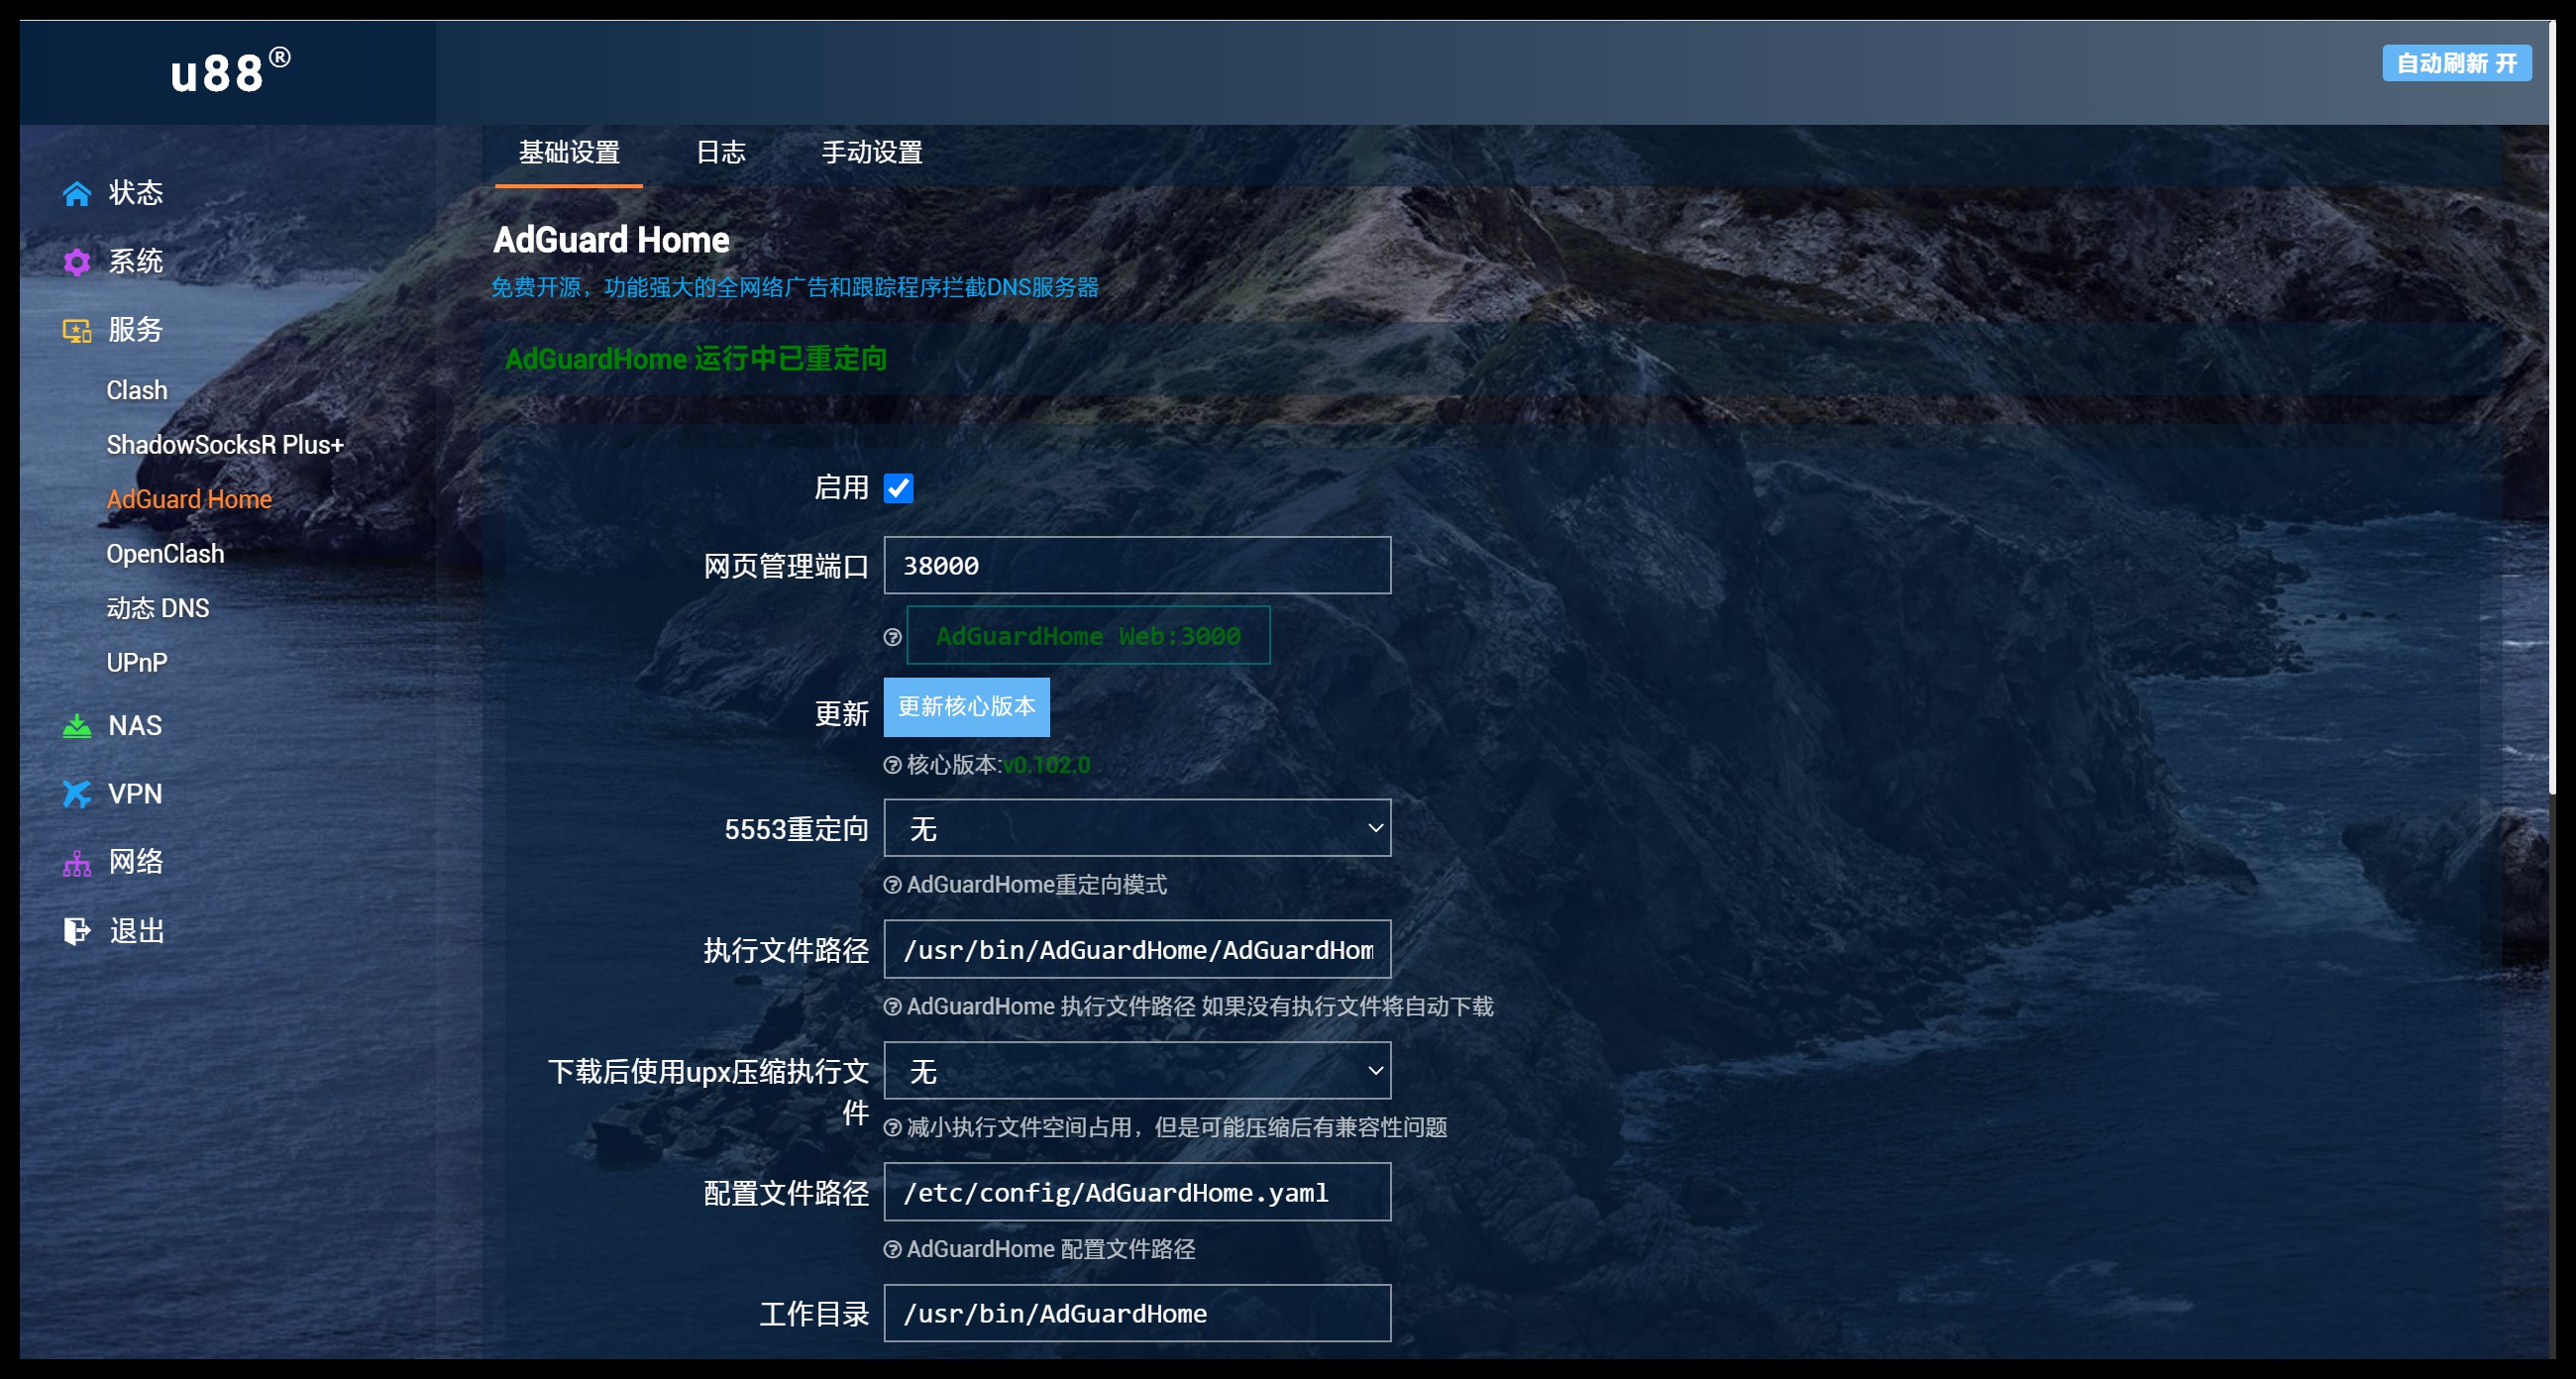 u88®
自动刷新 开
状态
系统
服务
Clash
ShadowSocksR Plus+
AdGuard Home
OpenClash
动态 DNS
UPnP
NAS
VPN
网络
退出
基础设置 日志 手动设置
AdGuard Home
免费开源，功能强大的全网络广告和跟踪程序拦截DNS服务器
AdGuardHome 运行中已重定向
启用
网页管理端口 38000
AdGuardHome Web:3000
更新 更新核心版本
核心版本:v0.102.0
5553重定向 无
AdGuardHome重定向模式
执行文件路径 /usr/bin/AdGuardHome/AdGuardHom
AdGuardHome 执行文件路径 如果没有执行文件将自动下载
下载后使用upx压缩执行文
件
无
减小执行文件空间占用，但是可能压缩后有兼容性问题
配置文件路径 /etc/config/AdGuardHome.yaml
AdGuardHome 配置文件路径
工作目录 /usr/bin/AdGuardHome